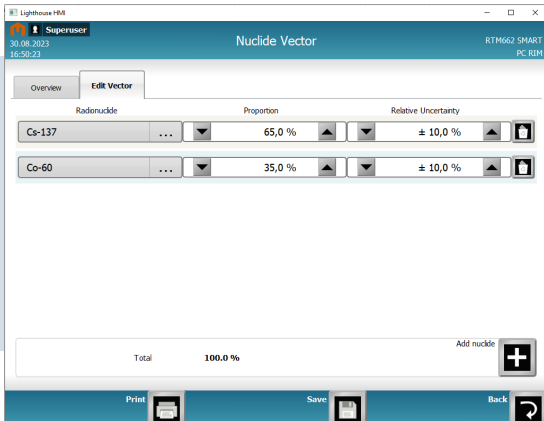 Lighthouse HMI
Superuser
30.08.2023
16:50:23
Nuclide Vector
RTM662 SMART
PC RIM
Overview
Edit Vector
Radionuclide Proportion Relative Uncertainty
Cs-137 ... 65,0 % ± 10,0 %
Co-60 ... 35,0 % ± 10,0 %
Add nuclide
Total 100.0 %
Print Save Back